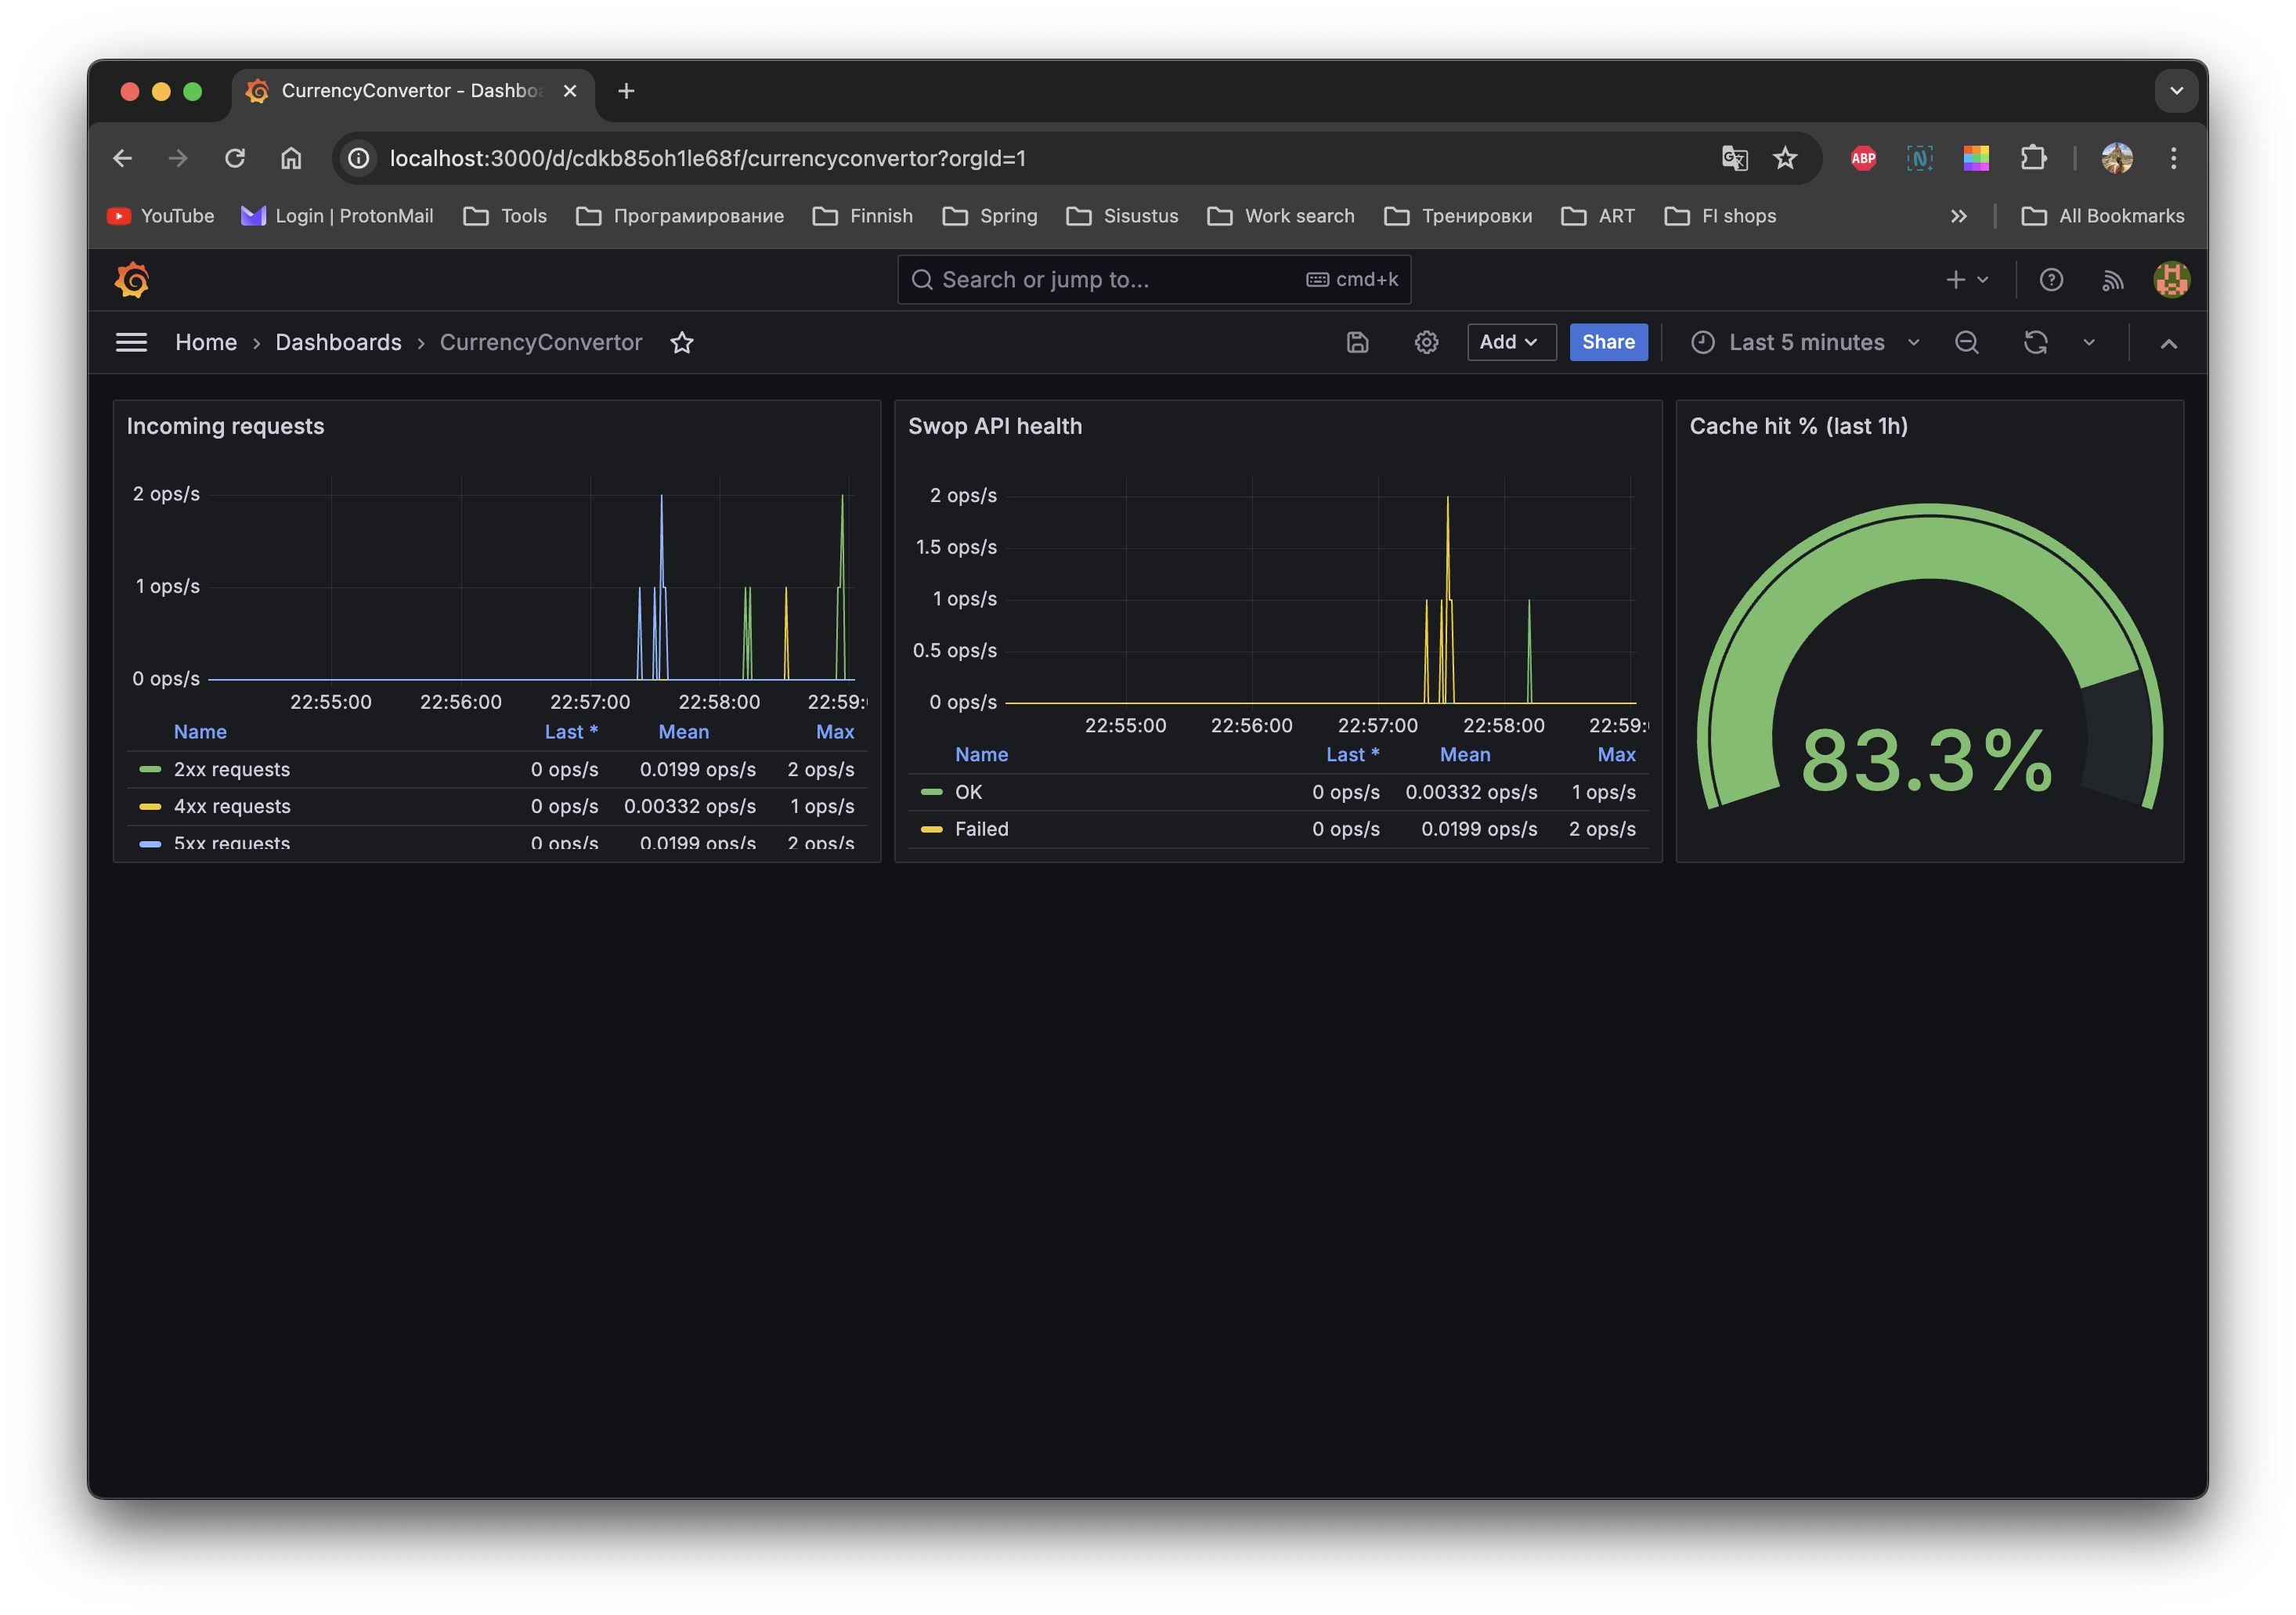 CurrencyConvertor - Dashboa
localhost:3000/d/cdkb85oh1le68f/currencyconvertor?orgId=1
ABP
YouTube Login | ProtonMail Tools Програмирование Finnish Spring Sisustus Work search Тренировки ART FI shops All Bookmarks
Search or jump to... cmd+k
Home Dashboards CurrencyConvertor Add Share Last 5 minutes
Incoming requests
2 ops/s
1 ops/s
0 ops/s
22:55:00 22:56:00 22:57:00 22:58:00 22:59:
Name Last * Mean Max
2xx requests 0 ops/s 0.0199 ops/s 2 ops/s
4xx requests 0 ops/s 0.00332 ops/s 1 ops/s
5xx requests 0 ops/s 0.0199 ops/s 2 ops/s
Swop API health
2 ops/s
1.5 ops/s
1 ops/s
0.5 ops/s
0 ops/s
22:55:00 22:56:00 22:57:00 22:58:00 22:59:
Name Last * Mean Max
OK 0 ops/s 0.00332 ops/s 1 ops/s
Failed 0 ops/s 0.0199 ops/s 2 ops/s
Cache hit % (last 1h)
83.3%